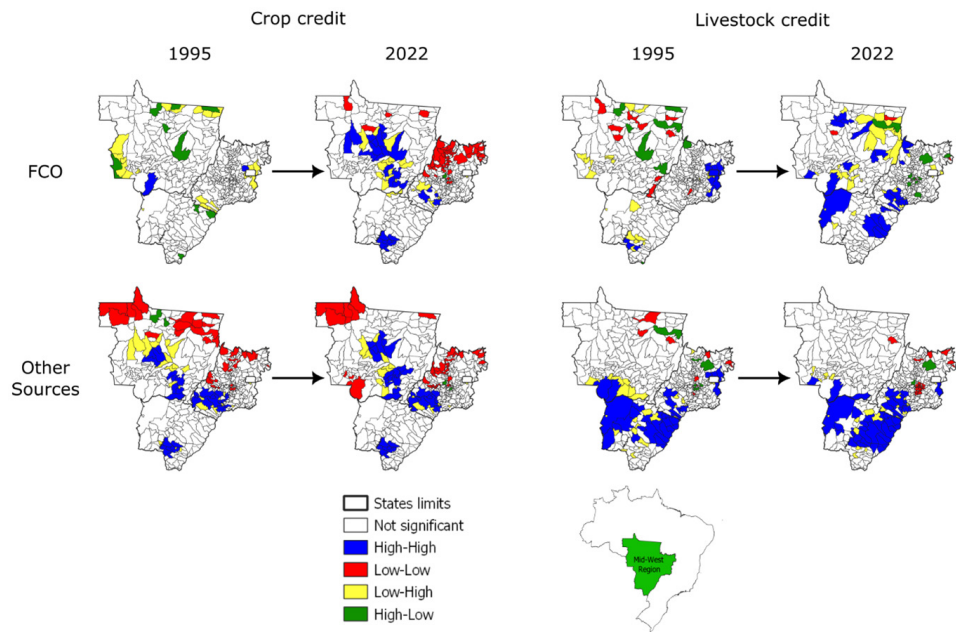 Crop credit
Livestock credit
1995
2022
1995
2022
FCO
Other
Sources
States limits
Not significant
High-High
Low-Low
Low-High
High-Low
Mid-West
Region